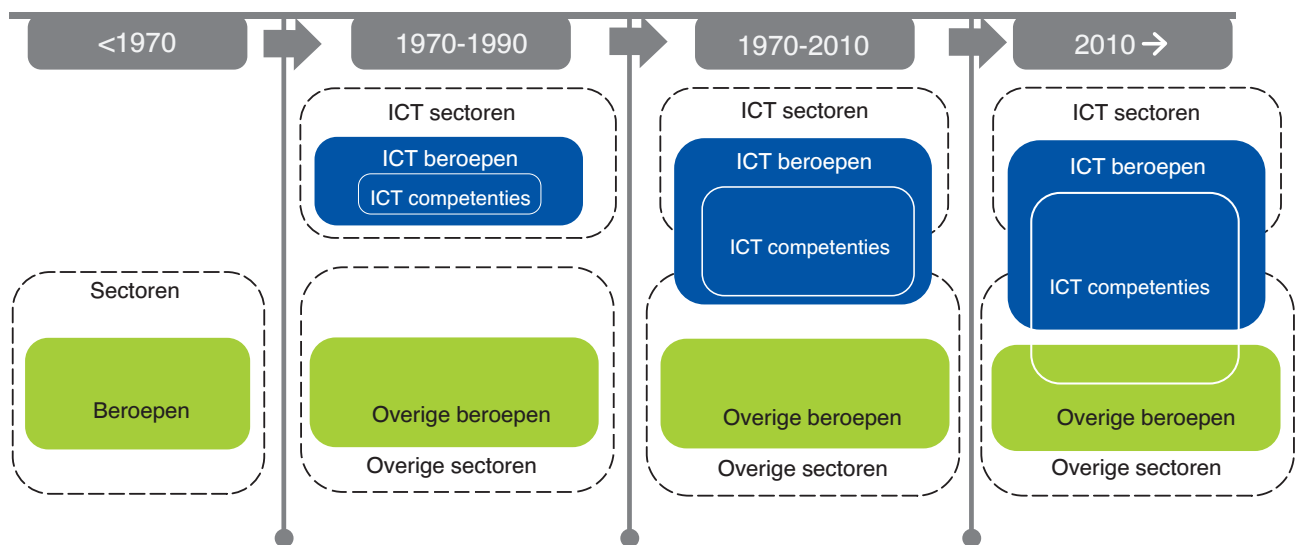 <1970
1970-1990
1970-2010
2010 →
Sectoren
Beroepen
ICT sectoren
ICT beroepen
ICT competenties
Overige beroepen
Overige sectoren
ICT sectoren
ICT beroepen
ICT competenties
Overige beroepen
Overige sectoren
ICT sectoren
ICT beroepen
ICT competenties
Overige beroepen
Overige sectoren